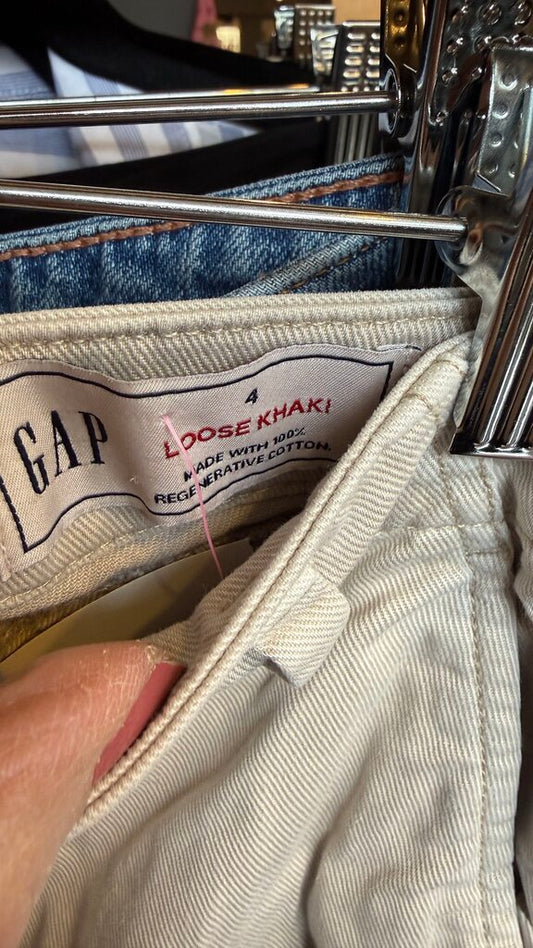 GAP
4
LOOSE KHAKI
MADE WITH 100%
REGENERATIVE COTTON.